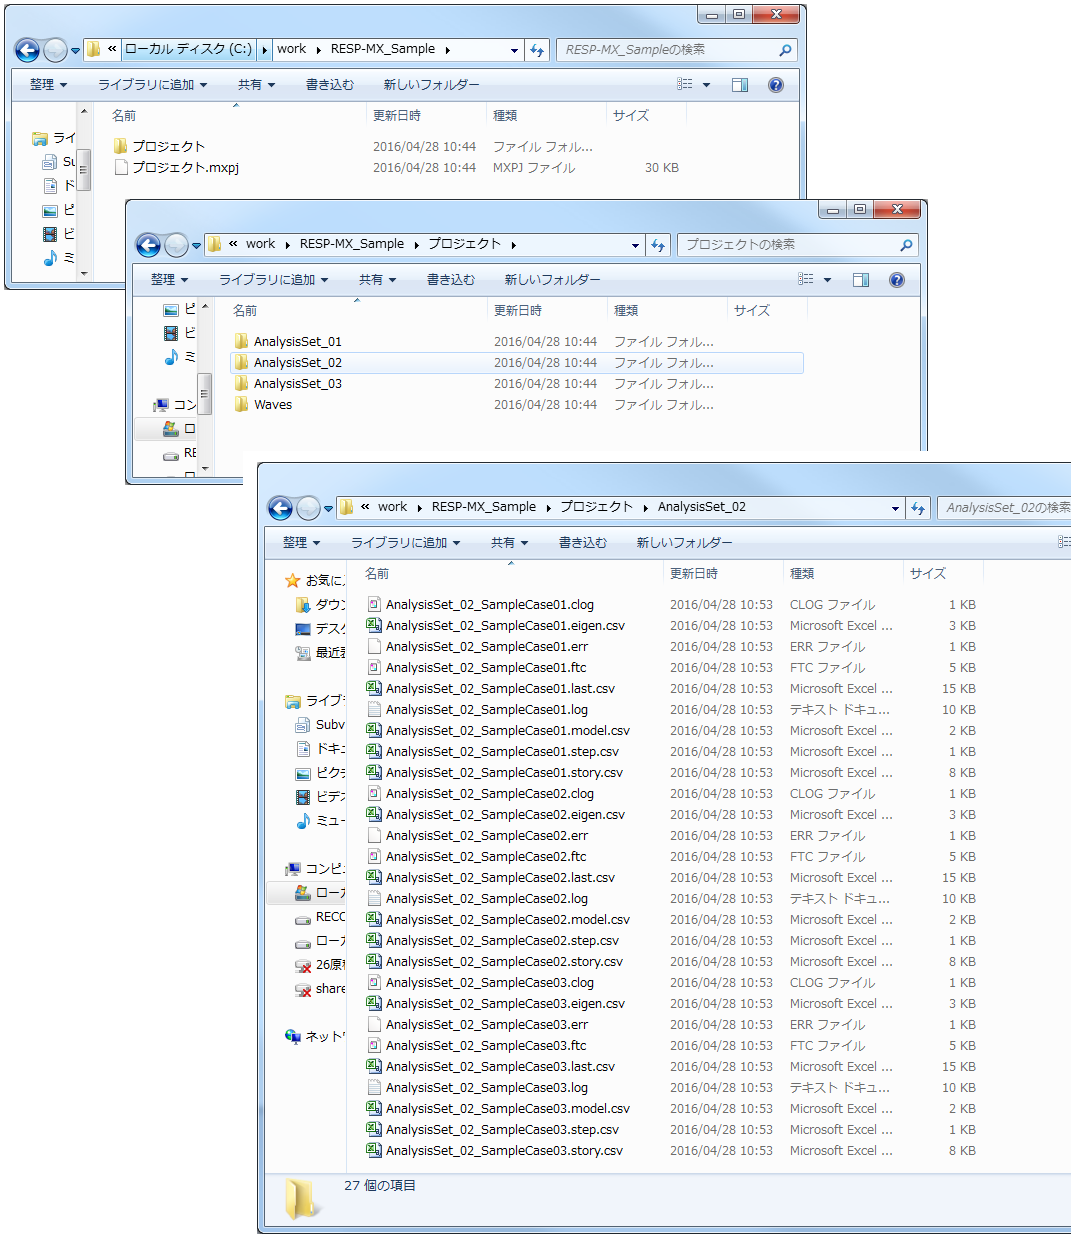 « ローカル ディスク (C:) ▸ work ▸ RESP-MX_Sample ▸ RESP-MX_Sampleの検索
整理 ライブラリに追加 共有 書き込む 新しいフォルダー
名前 更新日時 種類 サイズ
プロジェクト 2016/04/28 10:44 ファイル フォル...
プロジェクト.mxpj 2016/04/28 10:44 MXPJ ファイル 30 KB
ライ
Su
ド
ピ
ビ
ミ
« work ▸ RESP-MX_Sample ▸ プロジェクト ▸ プロジェクトの検索
整理 ライブラリに追加 共有 書き込む 新しいフォルダー
名前 更新日時 種類 サイズ
AnalysisSet_01 2016/04/28 10:44 ファイル フォル...
AnalysisSet_02 2016/04/28 10:44 ファイル フォル...
AnalysisSet_03 2016/04/28 10:44 ファイル フォル...
Waves 2016/04/28 10:44 ファイル フォル...
ピ
ビ
ミ
コン
ロ
RE
« work ▸ RESP-MX_Sample ▸ プロジェクト ▸ AnalysisSet_02 AnalysisSet_02の検索
整理 ライブラリに追加 共有 書き込む 新しいフォルダー
名前 更新日時 種類 サイズ
AnalysisSet_02_SampleCase01.clog 2016/04/28 10:53 CLOG ファイル 1 KB
AnalysisSet_02_SampleCase01.eigen.csv 2016/04/28 10:53 Microsoft Excel ... 3 KB
AnalysisSet_02_SampleCase01.err 2016/04/28 10:53 ERR ファイル 1 KB
AnalysisSet_02_SampleCase01.ftc 2016/04/28 10:53 FTC ファイル 5 KB
AnalysisSet_02_SampleCase01.last.csv 2016/04/28 10:53 Microsoft Excel ... 15 KB
AnalysisSet_02_SampleCase01.log 2016/04/28 10:53 テキスト ドキュ... 10 KB
AnalysisSet_02_SampleCase01.model.csv 2016/04/28 10:53 Microsoft Excel ... 2 KB
AnalysisSet_02_SampleCase01.step.csv 2016/04/28 10:53 Microsoft Excel ... 1 KB
AnalysisSet_02_SampleCase01.story.csv 2016/04/28 10:53 Microsoft Excel ... 8 KB
AnalysisSet_02_SampleCase02.clog 2016/04/28 10:53 CLOG ファイル 1 KB
AnalysisSet_02_SampleCase02.eigen.csv 2016/04/28 10:53 Microsoft Excel ... 3 KB
AnalysisSet_02_SampleCase02.err 2016/04/28 10:53 ERR ファイル 1 KB
AnalysisSet_02_SampleCase02.ftc 2016/04/28 10:53 FTC ファイル 5 KB
AnalysisSet_02_SampleCase02.last.csv 2016/04/28 10:53 Microsoft Excel ... 15 KB
AnalysisSet_02_SampleCase02.log 2016/04/28 10:53 テキスト ドキュ... 10 KB
AnalysisSet_02_SampleCase02.model.csv 2016/04/28 10:53 Microsoft Excel ... 2 KB
AnalysisSet_02_SampleCase02.step.csv 2016/04/28 10:53 Microsoft Excel ... 1 KB
AnalysisSet_02_SampleCase02.story.csv 2016/04/28 10:53 Microsoft Excel ... 8 KB
AnalysisSet_02_SampleCase03.clog 2016/04/28 10:53 CLOG ファイル 1 KB
AnalysisSet_02_SampleCase03.eigen.csv 2016/04/28 10:53 Microsoft Excel ... 3 KB
AnalysisSet_02_SampleCase03.err 2016/04/28 10:53 ERR ファイル 1 KB
AnalysisSet_02_SampleCase03.ftc 2016/04/28 10:53 FTC ファイル 5 KB
AnalysisSet_02_SampleCase03.last.csv 2016/04/28 10:53 Microsoft Excel ... 15 KB
AnalysisSet_02_SampleCase03.log 2016/04/28 10:53 テキスト ドキュ... 10 KB
AnalysisSet_02_SampleCase03.model.csv 2016/04/28 10:53 Microsoft Excel ... 2 KB
AnalysisSet_02_SampleCase03.step.csv 2016/04/28 10:53 Microsoft Excel ... 1 KB
AnalysisSet_02_SampleCase03.story.csv 2016/04/28 10:53 Microsoft Excel ... 8 KB
お気に
ダウン
デスク
最近
ライブ
Subv
ドキュ
ピクチ
ビデオ
ミュー
コンピ
ローカ
RECO
ローカ
26原
share
ネット
27 個の項目